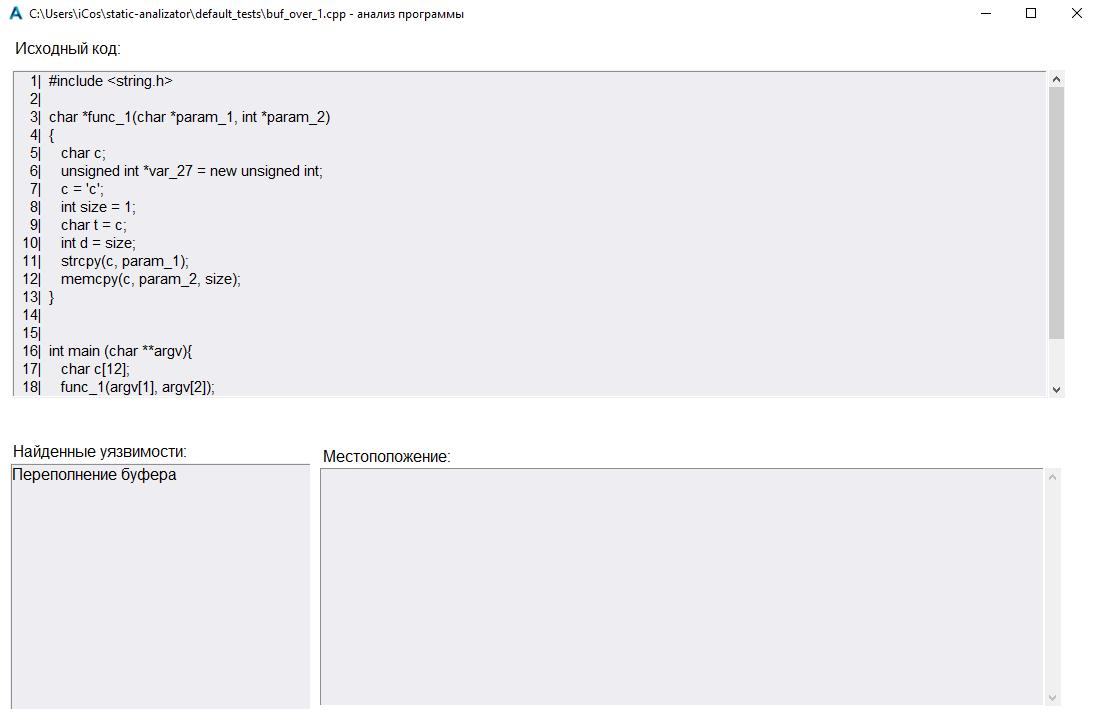 C:\Users\iCos\static-analizator\default_tests\buf_over_1.cpp - анализ программы
Исходный код:
1| #include <string.h>
2|
3| char *func_1(char *param_1, int *param_2)
4| {
5| char c;
6| unsigned int *var_27 = new unsigned int;
7| c = 'c';
8| int size = 1;
9| char t = c;
10| int d = size;
11| strcpy(c, param_1);
12| memcpy(c, param_2, size);
13| }
14|
15|
16| int main (char **argv){
17| char c[12];
18| func_1(argv[1], argv[2]);
Найденные уязвимости:
Местоположение:
Переполнение буфера